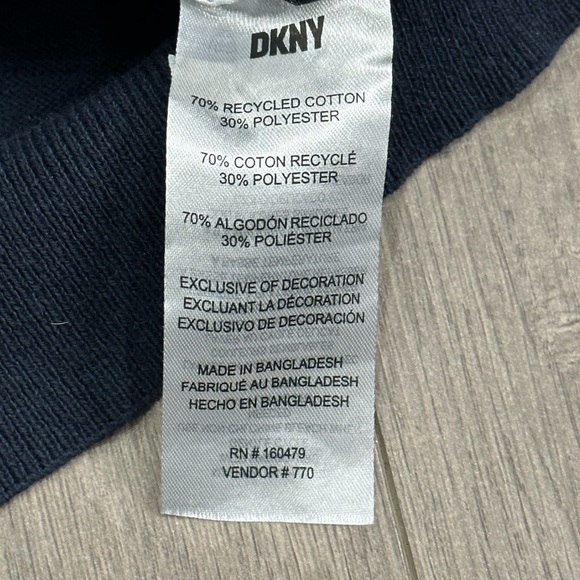 DKNY
70% RECYCLED COTTON
30% POLYESTER
70% COTON RECYCLÉ
30% POLYESTER
70% ALGODÓN RECICLADO
30% POLIÉSTER
EXCLUSIVE OF DECORATION
EXCLUANT LA DÉCORATION
EXCLUSIVO DE DECORACIÓN
MADE IN BANGLADESH
FABRIQUÉ AU BANGLADESH
HECHO EN BANGLADESH
RN # 160479
VENDOR # 770